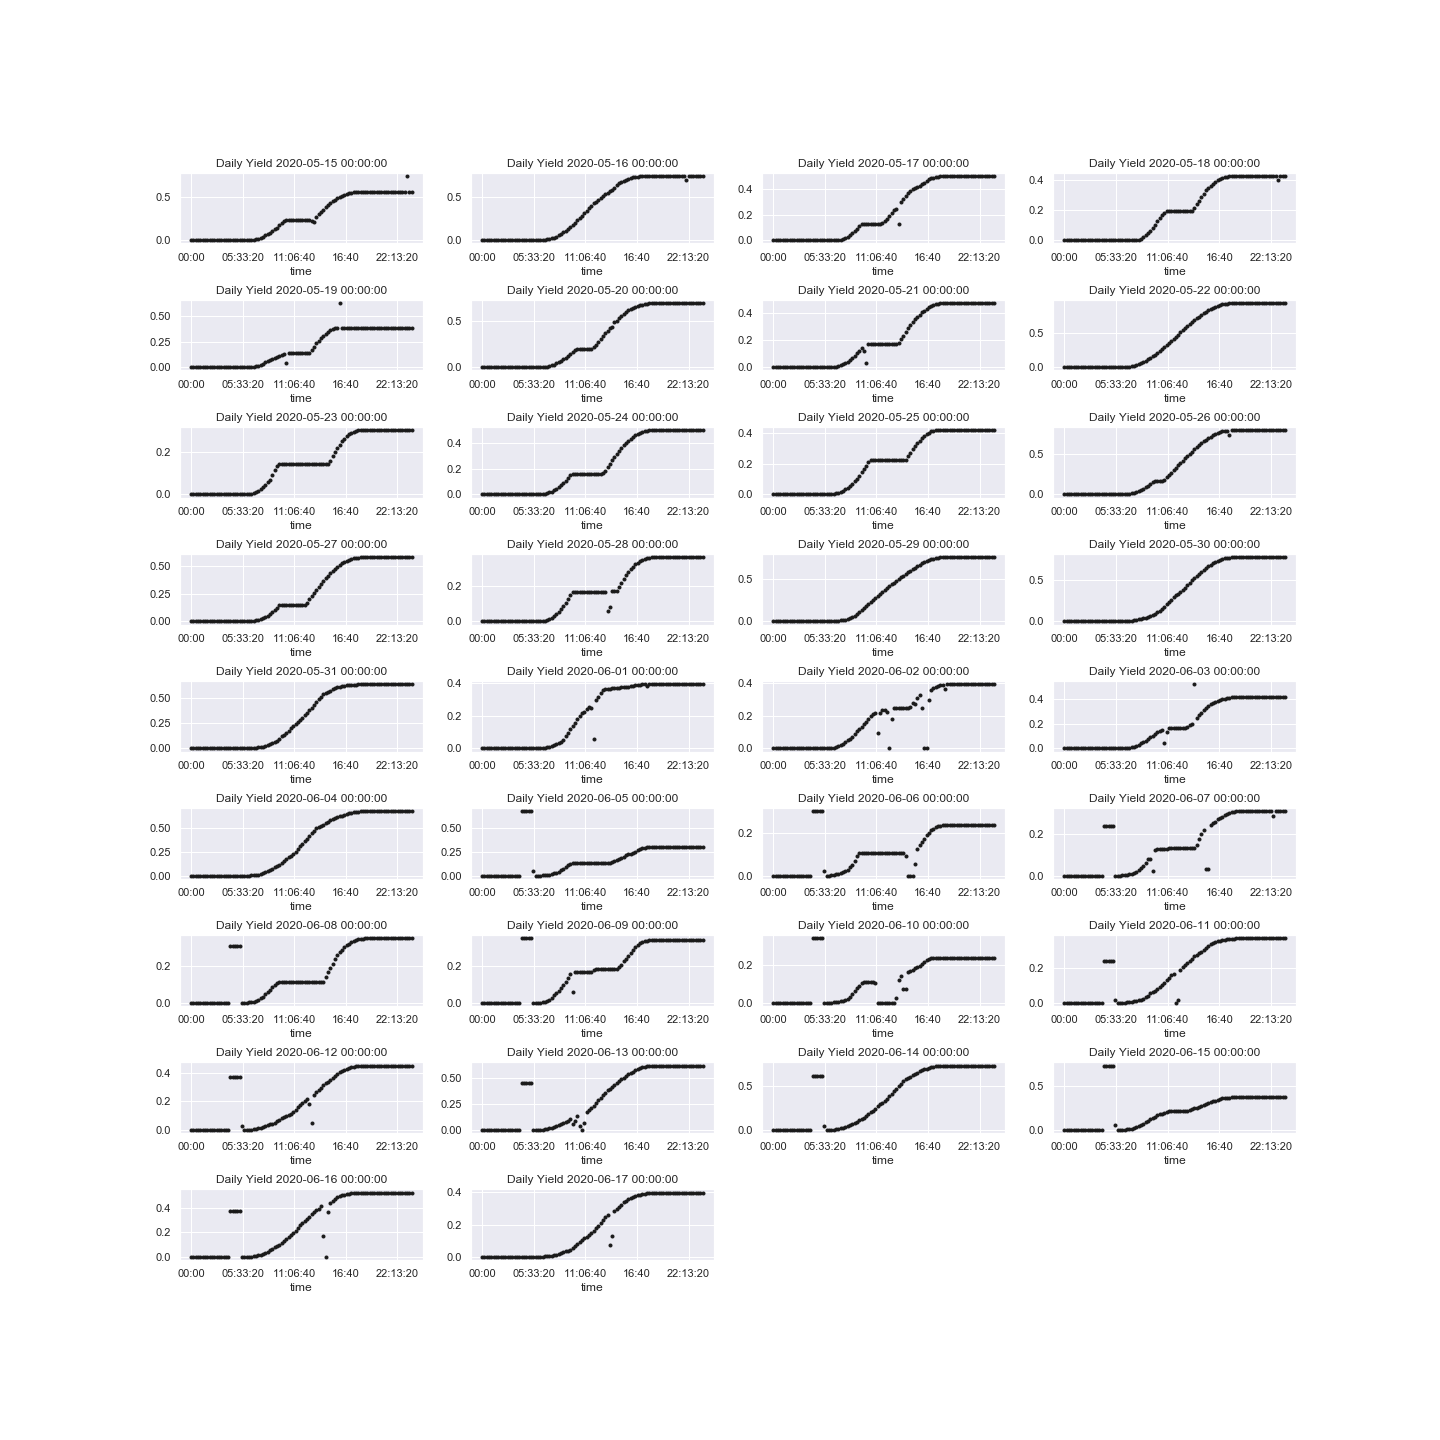 Daily Yield 2020-05-15 00:00:00 Daily Yield 2020-05-16 00:00:00 Daily Yield 2020-05-17 00:00:00 Daily Yield 2020-05-18 00:00:00
0.5 0.5 0.4 0.4
0.2 0.2
0.0 0.0 0.0 0.0
00:00 05:33:20 11:06:40 16:40 22:13:20 00:00 05:33:20 11:06:40 16:40 22:13:20 00:00 05:33:20 11:06:40 16:40 22:13:20 00:00 05:33:20 11:06:40 16:40 22:13:20
time time time time
Daily Yield 2020-05-19 00:00:00 Daily Yield 2020-05-20 00:00:00 Daily Yield 2020-05-21 00:00:00 Daily Yield 2020-05-22 00:00:00
0.50 0.5 0.4 0.5
0.25 0.2
0.00 0.0 0.0 0.0
00:00 05:33:20 11:06:40 16:40 22:13:20 00:00 05:33:20 11:06:40 16:40 22:13:20 00:00 05:33:20 11:06:40 16:40 22:13:20 00:00 05:33:20 11:06:40 16:40 22:13:20
time time time time
Daily Yield 2020-05-23 00:00:00 Daily Yield 2020-05-24 00:00:00 Daily Yield 2020-05-25 00:00:00 Daily Yield 2020-05-26 00:00:00
0.2 0.4 0.4 0.5
0.2 0.2
0.0 0.0 0.0 0.0
00:00 05:33:20 11:06:40 16:40 22:13:20 00:00 05:33:20 11:06:40 16:40 22:13:20 00:00 05:33:20 11:06:40 16:40 22:13:20 00:00 05:33:20 11:06:40 16:40 22:13:20
time time time time
Daily Yield 2020-05-27 00:00:00 Daily Yield 2020-05-28 00:00:00 Daily Yield 2020-05-29 00:00:00 Daily Yield 2020-05-30 00:00:00
0.50 0.2 0.5 0.5
0.25
0.00 0.0 0.0 0.0
00:00 05:33:20 11:06:40 16:40 22:13:20 00:00 05:33:20 11:06:40 16:40 22:13:20 00:00 05:33:20 11:06:40 16:40 22:13:20 00:00 05:33:20 11:06:40 16:40 22:13:20
time time time time
Daily Yield 2020-05-31 00:00:00 Daily Yield 2020-06-01 00:00:00 Daily Yield 2020-06-02 00:00:00 Daily Yield 2020-06-03 00:00:00
0.50 0.4 0.4 0.4
0.25 0.2 0.2 0.2
0.00 0.0 0.0 0.0
00:00 05:33:20 11:06:40 16:40 22:13:20 00:00 05:33:20 11:06:40 16:40 22:13:20 00:00 05:33:20 11:06:40 16:40 22:13:20 00:00 05:33:20 11:06:40 16:40 22:13:20
time time time time
Daily Yield 2020-06-04 00:00:00 Daily Yield 2020-06-05 00:00:00 Daily Yield 2020-06-06 00:00:00 Daily Yield 2020-06-07 00:00:00
0.50 0.50 0.2 0.2
0.25 0.25
0.00 0.00 0.0 0.0
00:00 05:33:20 11:06:40 16:40 22:13:20 00:00 05:33:20 11:06:40 16:40 22:13:20 00:00 05:33:20 11:06:40 16:40 22:13:20 00:00 05:33:20 11:06:40 16:40 22:13:20
time time time time
Daily Yield 2020-06-08 00:00:00 Daily Yield 2020-06-09 00:00:00 Daily Yield 2020-06-10 00:00:00 Daily Yield 2020-06-11 00:00:00
0.2 0.2 0.2 0.2
0.0 0.0 0.0 0.0
00:00 05:33:20 11:06:40 16:40 22:13:20 00:00 05:33:20 11:06:40 16:40 22:13:20 00:00 05:33:20 11:06:40 16:40 22:13:20 00:00 05:33:20 11:06:40 16:40 22:13:20
time time time time
Daily Yield 2020-06-12 00:00:00 Daily Yield 2020-06-13 00:00:00 Daily Yield 2020-06-14 00:00:00 Daily Yield 2020-06-15 00:00:00
0.4 0.50 0.5 0.5
0.2 0.25
0.0 0.00 0.0 0.0
00:00 05:33:20 11:06:40 16:40 22:13:20 00:00 05:33:20 11:06:40 16:40 22:13:20 00:00 05:33:20 11:06:40 16:40 22:13:20 00:00 05:33:20 11:06:40 16:40 22:13:20
time time time time
Daily Yield 2020-06-16 00:00:00 Daily Yield 2020-06-17 00:00:00
0.4 0.4
0.2 0.2
0.0 0.0
00:00 05:33:20 11:06:40 16:40 22:13:20 00:00 05:33:20 11:06:40 16:40 22:13:20
time time